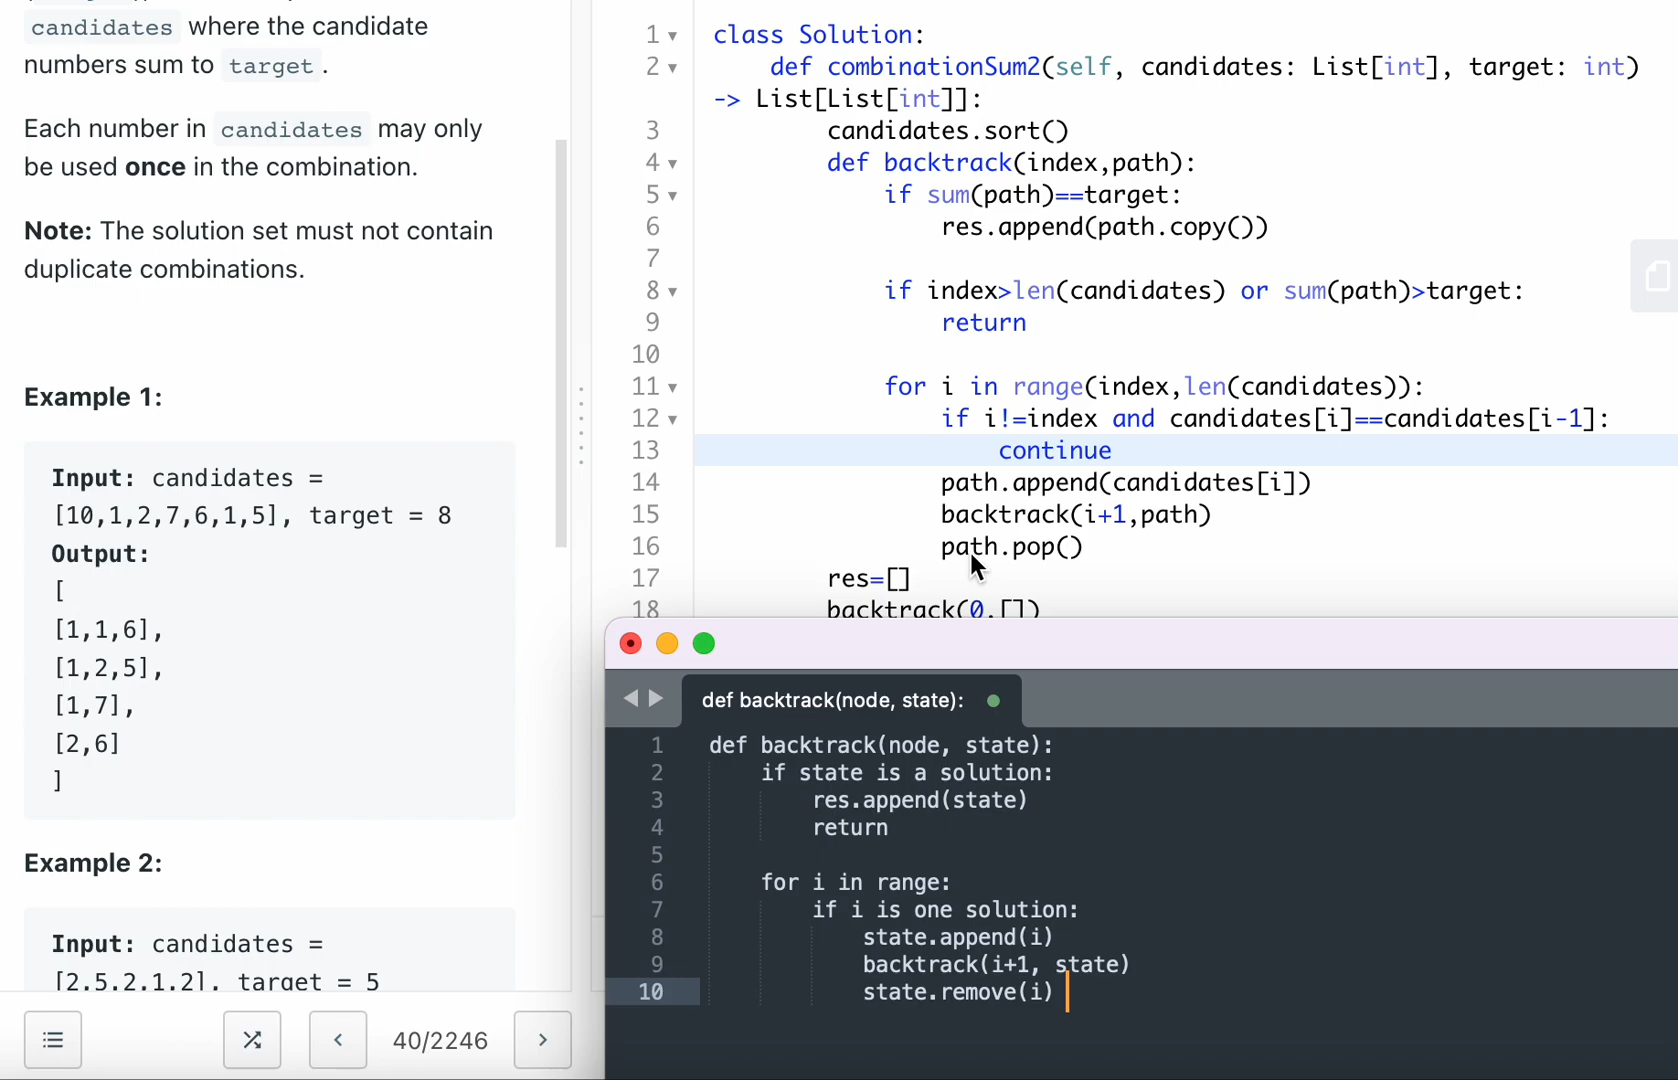 candidates where the candidate
numbers sum to target .
Each number in candidates may only
be used once in the combination.
Note: The solution set must not contain
duplicate combinations.
Example 1:
Input: candidates =
[10,1,2,7,6,1,5], target = 8
Output:
[
[1,1,6],
[1,2,5],
[1,7],
[2,6]
]
Example 2:
Input: candidates =
[2,5,2,1,2], target = 5
40/2246
1 class Solution:
2 def combinationSum2(self, candidates: List[int], target: int)
-> List[List[int]]:
3 candidates.sort()
4 def backtrack(index,path):
5 if sum(path)==target:
6 res.append(path.copy())
7
8 if index>len(candidates) or sum(path)>target:
9 return
10
11 for i in range(index,len(candidates)):
12 if i!=index and candidates[i]==candidates[i-1]:
13 continue
14 path.append(candidates[i])
15 backtrack(i+1,path)
16 path.pop()
17 res=[]
18 backtrack(0,[])
def backtrack(node, state):
1 def backtrack(node, state):
2 if state is a solution:
3 res.append(state)
4 return
5
6 for i in range:
7 if i is one solution:
8 state.append(i)
9 backtrack(i+1, state)
10 state.remove(i)